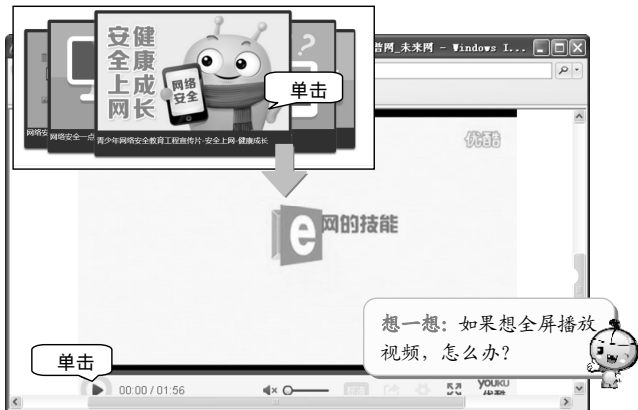 安全上网
健康成长
网络
安全
单击
网络安全一点
青少年网络安全教育工程宣传片-安全上网·健康成长
普网_未来网 - Windows I...
优酷
e网的技能
想一想：如果想全屏播放
视频，怎么办？
单击
00:00 / 01:56
YOUKU
优酷